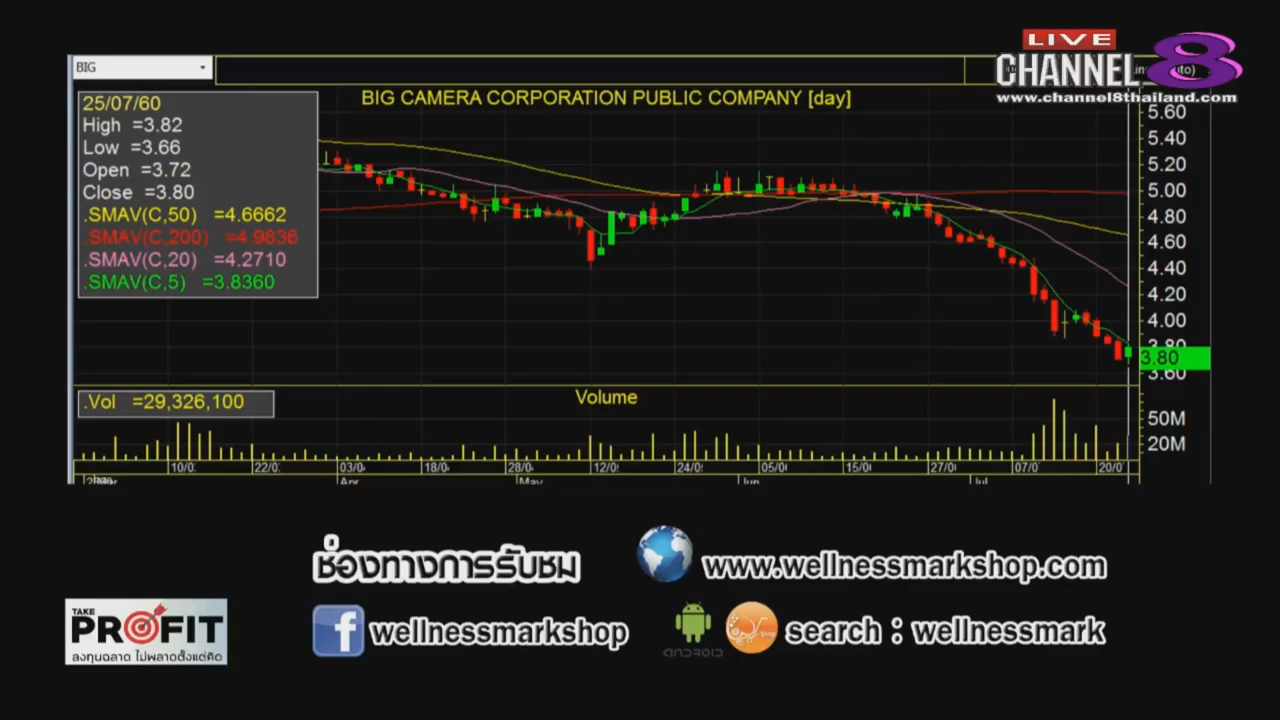 LIVE
CHANNEL 8
www.channel8thailand.com
BIG
BIG CAMERA CORPORATION PUBLIC COMPANY [day]
25/07/60
High =3.82
Low =3.66
Open =3.72
Close =3.80
.SMAV(C,50) =4.6662
.SMAV(C,200) =4.9836
.SMAV(C,20) =4.2710
.SMAV(C,5) =3.8360
5.60
5.40
5.20
5.00
4.80
4.60
4.40
4.20
4.00
3.80
3.80
3.60
.Vol =29,326,100
Volume
50M
20M
10/0
22/0
03/0
18/0
28/0
12/0
24/0
05/0
15/0
27/0
07/0
20/0
Apr
May
Jun
Jul
ช่องทางการรับชม
www.wellnessmarkshop.com
TAKE
PROFIT
ลงทุนฉลาด ไม่พลาดตั้งแต่คิด
wellnessmarkshop
ANDROID
search : wellnessmark